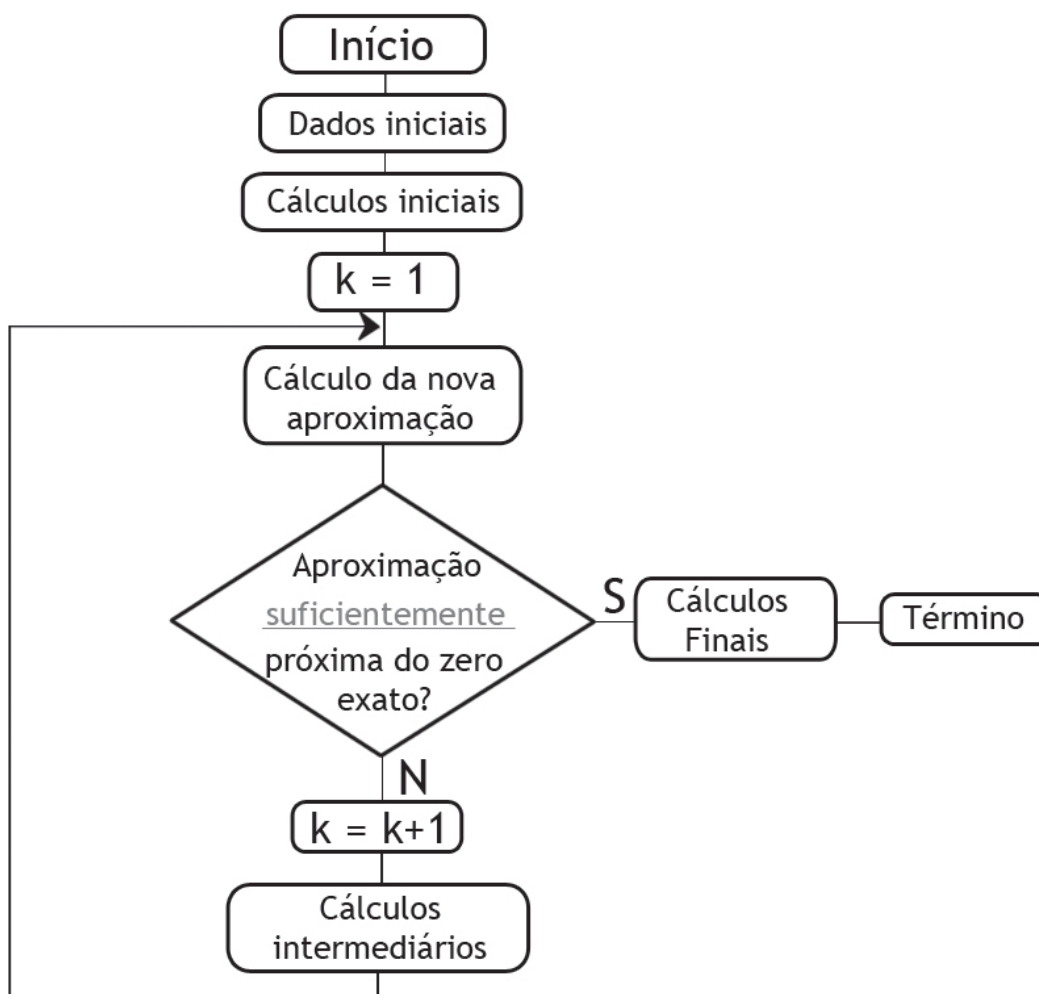 Início
Dados iniciais
Cálculos iniciais
k = 1
Cálculo da nova
aproximação
Aproximação
suficientemente
próxima do zero
exato?
S
Cálculos
Finais
Término
N
k = k+1
Cálculos
intermediários